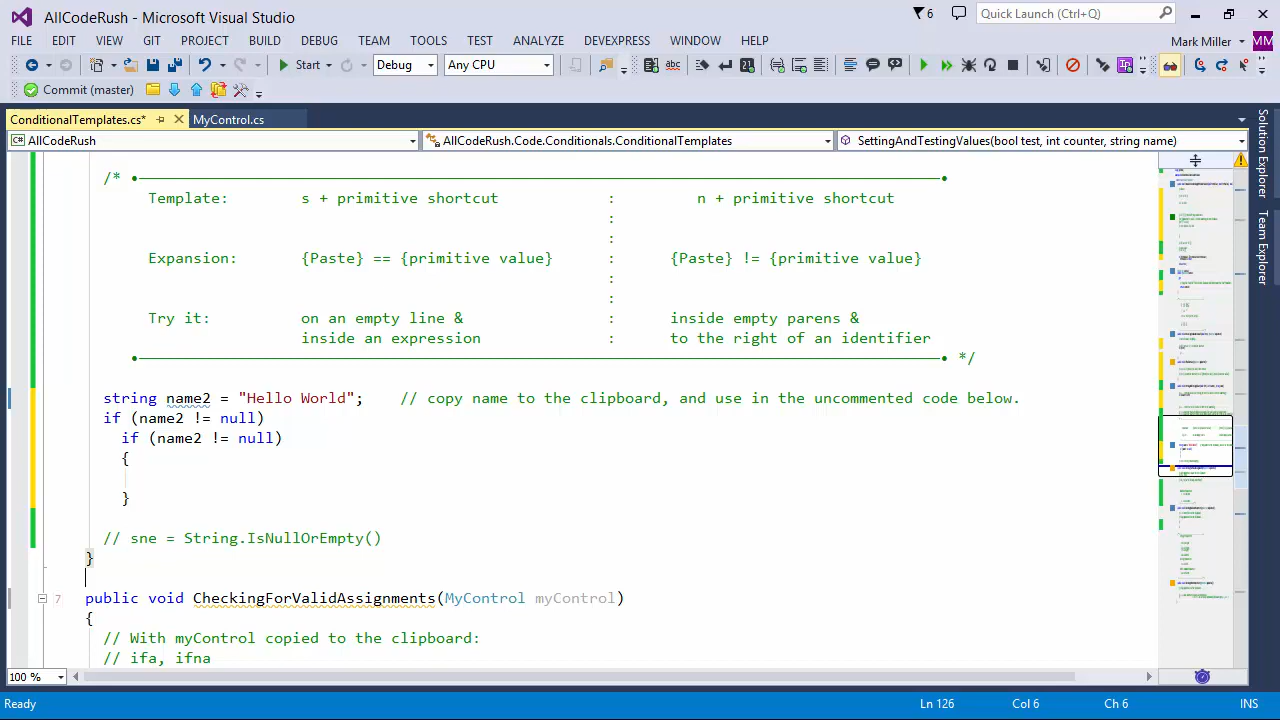 AllCodeRush - Microsoft Visual Studio
6
Quick Launch (Ctrl+Q)
FILE EDIT VIEW GIT PROJECT BUILD DEBUG TEAM TOOLS TEST ANALYZE DEVEXPRESS WINDOW HELP
Mark Miller MM
Start Debug Any CPU
Commit (master)
ConditionalTemplates.cs* MyControl.cs
AllCodeRush AllCodeRush.Code.Conditionals.ConditionalTemplates SettingAndTestingValues(bool test, int counter, string name)
/*
Template: s + primitive shortcut : n + primitive shortcut
:
:
Expansion: {Paste} == {primitive value} : {Paste} != {primitive value}
:
:
Try it: on an empty line & : inside empty parens &
inside an expression : to the right of an identifier
*/
string name2 = "Hello World"; // copy name to the clipboard, and use in the uncommented code below.
if (name2 != null)
if (name2 != null)
{
}
// sne = String.IsNullOrEmpty()
}
7 public void CheckingForValidAssignments(MyControl myControl)
{
// With myControl copied to the clipboard:
// ifa, ifna
100 %
Solution Explorer
Team Explorer
Ready Ln 126 Col 6 Ch 6 INS